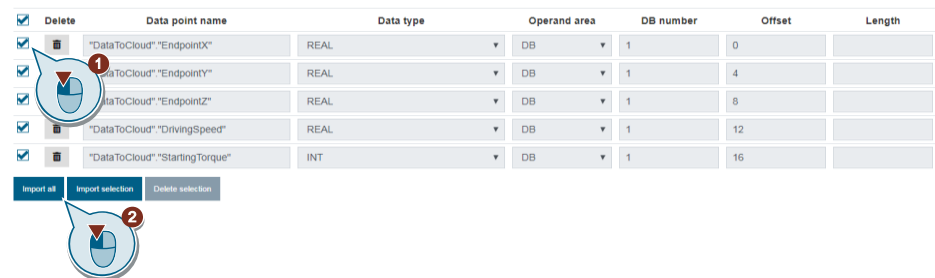 Delete Data point name Data type Operand area DB number Offset Length
"DataToCloud"."EndpointX" REAL DB 1 0
1
ataToCloud"."EndpointY" REAL DB 1 4
ataToCloud"."EndpointZ" REAL DB 1 8
"DataToCloud"."DrivingSpeed" REAL DB 1 12
"DataToCloud"."StartingTorque" INT DB 1 16
Import all Import selection Delete selection
2